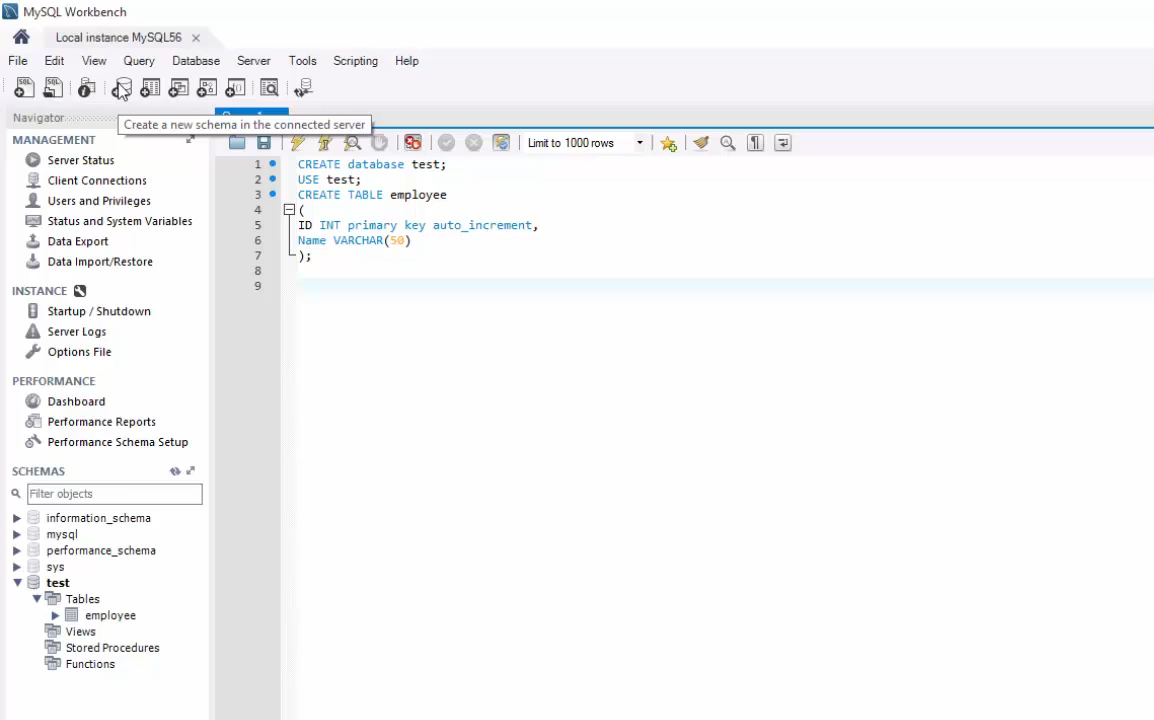 MySQL Workbench
Local instance MySQL56
File Edit View Query Database Server Tools Scripting Help
SQL SQL
Navigator
Create a new schema in the connected server
Limit to 1000 rows
MANAGEMENT
Server Status
Client Connections
Users and Privileges
Status and System Variables
Data Export
Data Import/Restore
INSTANCE
Startup / Shutdown
Server Logs
Options File
PERFORMANCE
Dashboard
Performance Reports
Performance Schema Setup
SCHEMAS
Filter objects
information_schema
mysql
performance_schema
sys
test
Tables
employee
Views
Stored Procedures
Functions
1 CREATE database test;
2 USE test;
3 CREATE TABLE employee
4 (
5 ID INT primary key auto_increment,
6 Name VARCHAR(50)
7 );
8
9